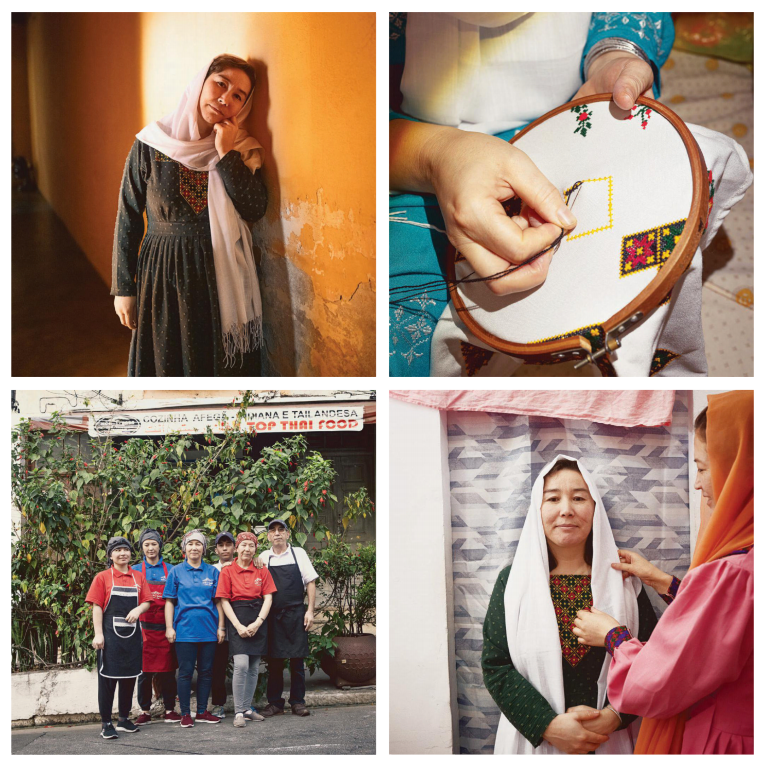 COZINHA AFEGÃ
INDIANA E TAILANDESA
TOP THAI FOOD